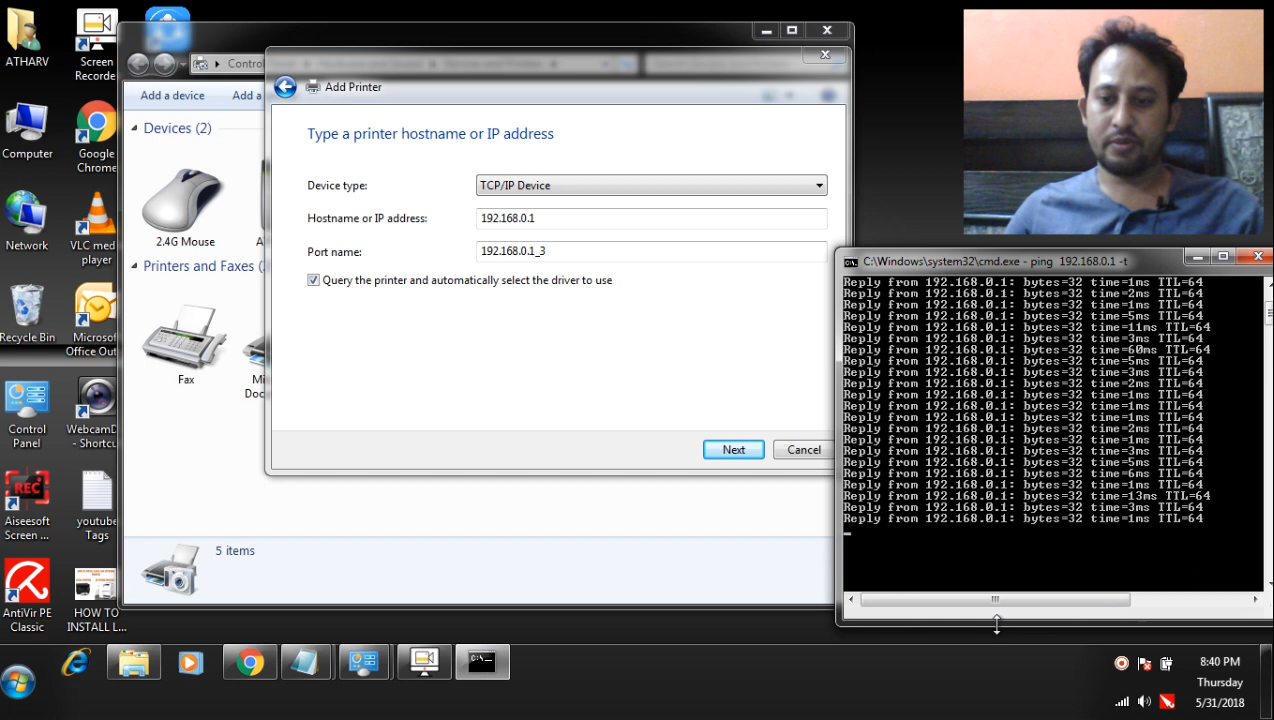 ATHARV
Screen
Recorde
Computer
Google
Chrome
Network
VLC med
player
Recycle Bin
Microsof
Office Out
Control
Panel
WebcamD
- Shortcu
REC
Aiseesoft
Screen ...
youtube
Tags
AntiVir PE
Classic
HOW TO
INSTALL L...
Control
Add a device
Add a
Devices (2)
2.4G Mouse
Printers and Faxes (
Fax
Mi
Doc
5 items
Add Printer
Type a printer hostname or IP address
Device type:
TCP/IP Device
Hostname or IP address:
192.168.0.1
Port name:
192.168.0.1_3
Query the printer and automatically select the driver to use
Next
Cancel
C:\Windows\system32\cmd.exe - ping 192.168.0.1 -t
Reply from 192.168.0.1: bytes=32 time=1ms TTL=64
Reply from 192.168.0.1: bytes=32 time=2ms TTL=64
Reply from 192.168.0.1: bytes=32 time=1ms TTL=64
Reply from 192.168.0.1: bytes=32 time=5ms TTL=64
Reply from 192.168.0.1: bytes=32 time=11ms TTL=64
Reply from 192.168.0.1: bytes=32 time=3ms TTL=64
Reply from 192.168.0.1: bytes=32 time=60ms TTL=64
Reply from 192.168.0.1: bytes=32 time=5ms TTL=64
Reply from 192.168.0.1: bytes=32 time=3ms TTL=64
Reply from 192.168.0.1: bytes=32 time=2ms TTL=64
Reply from 192.168.0.1: bytes=32 time=1ms TTL=64
Reply from 192.168.0.1: bytes=32 time=1ms TTL=64
Reply from 192.168.0.1: bytes=32 time=1ms TTL=64
Reply from 192.168.0.1: bytes=32 time=2ms TTL=64
Reply from 192.168.0.1: bytes=32 time=1ms TTL=64
Reply from 192.168.0.1: bytes=32 time=3ms TTL=64
Reply from 192.168.0.1: bytes=32 time=5ms TTL=64
Reply from 192.168.0.1: bytes=32 time=6ms TTL=64
Reply from 192.168.0.1: bytes=32 time=1ms TTL=64
Reply from 192.168.0.1: bytes=32 time=13ms TTL=64
Reply from 192.168.0.1: bytes=32 time=3ms TTL=64
Reply from 192.168.0.1: bytes=32 time=1ms TTL=64
8:40 PM
Thursday
5/31/2018